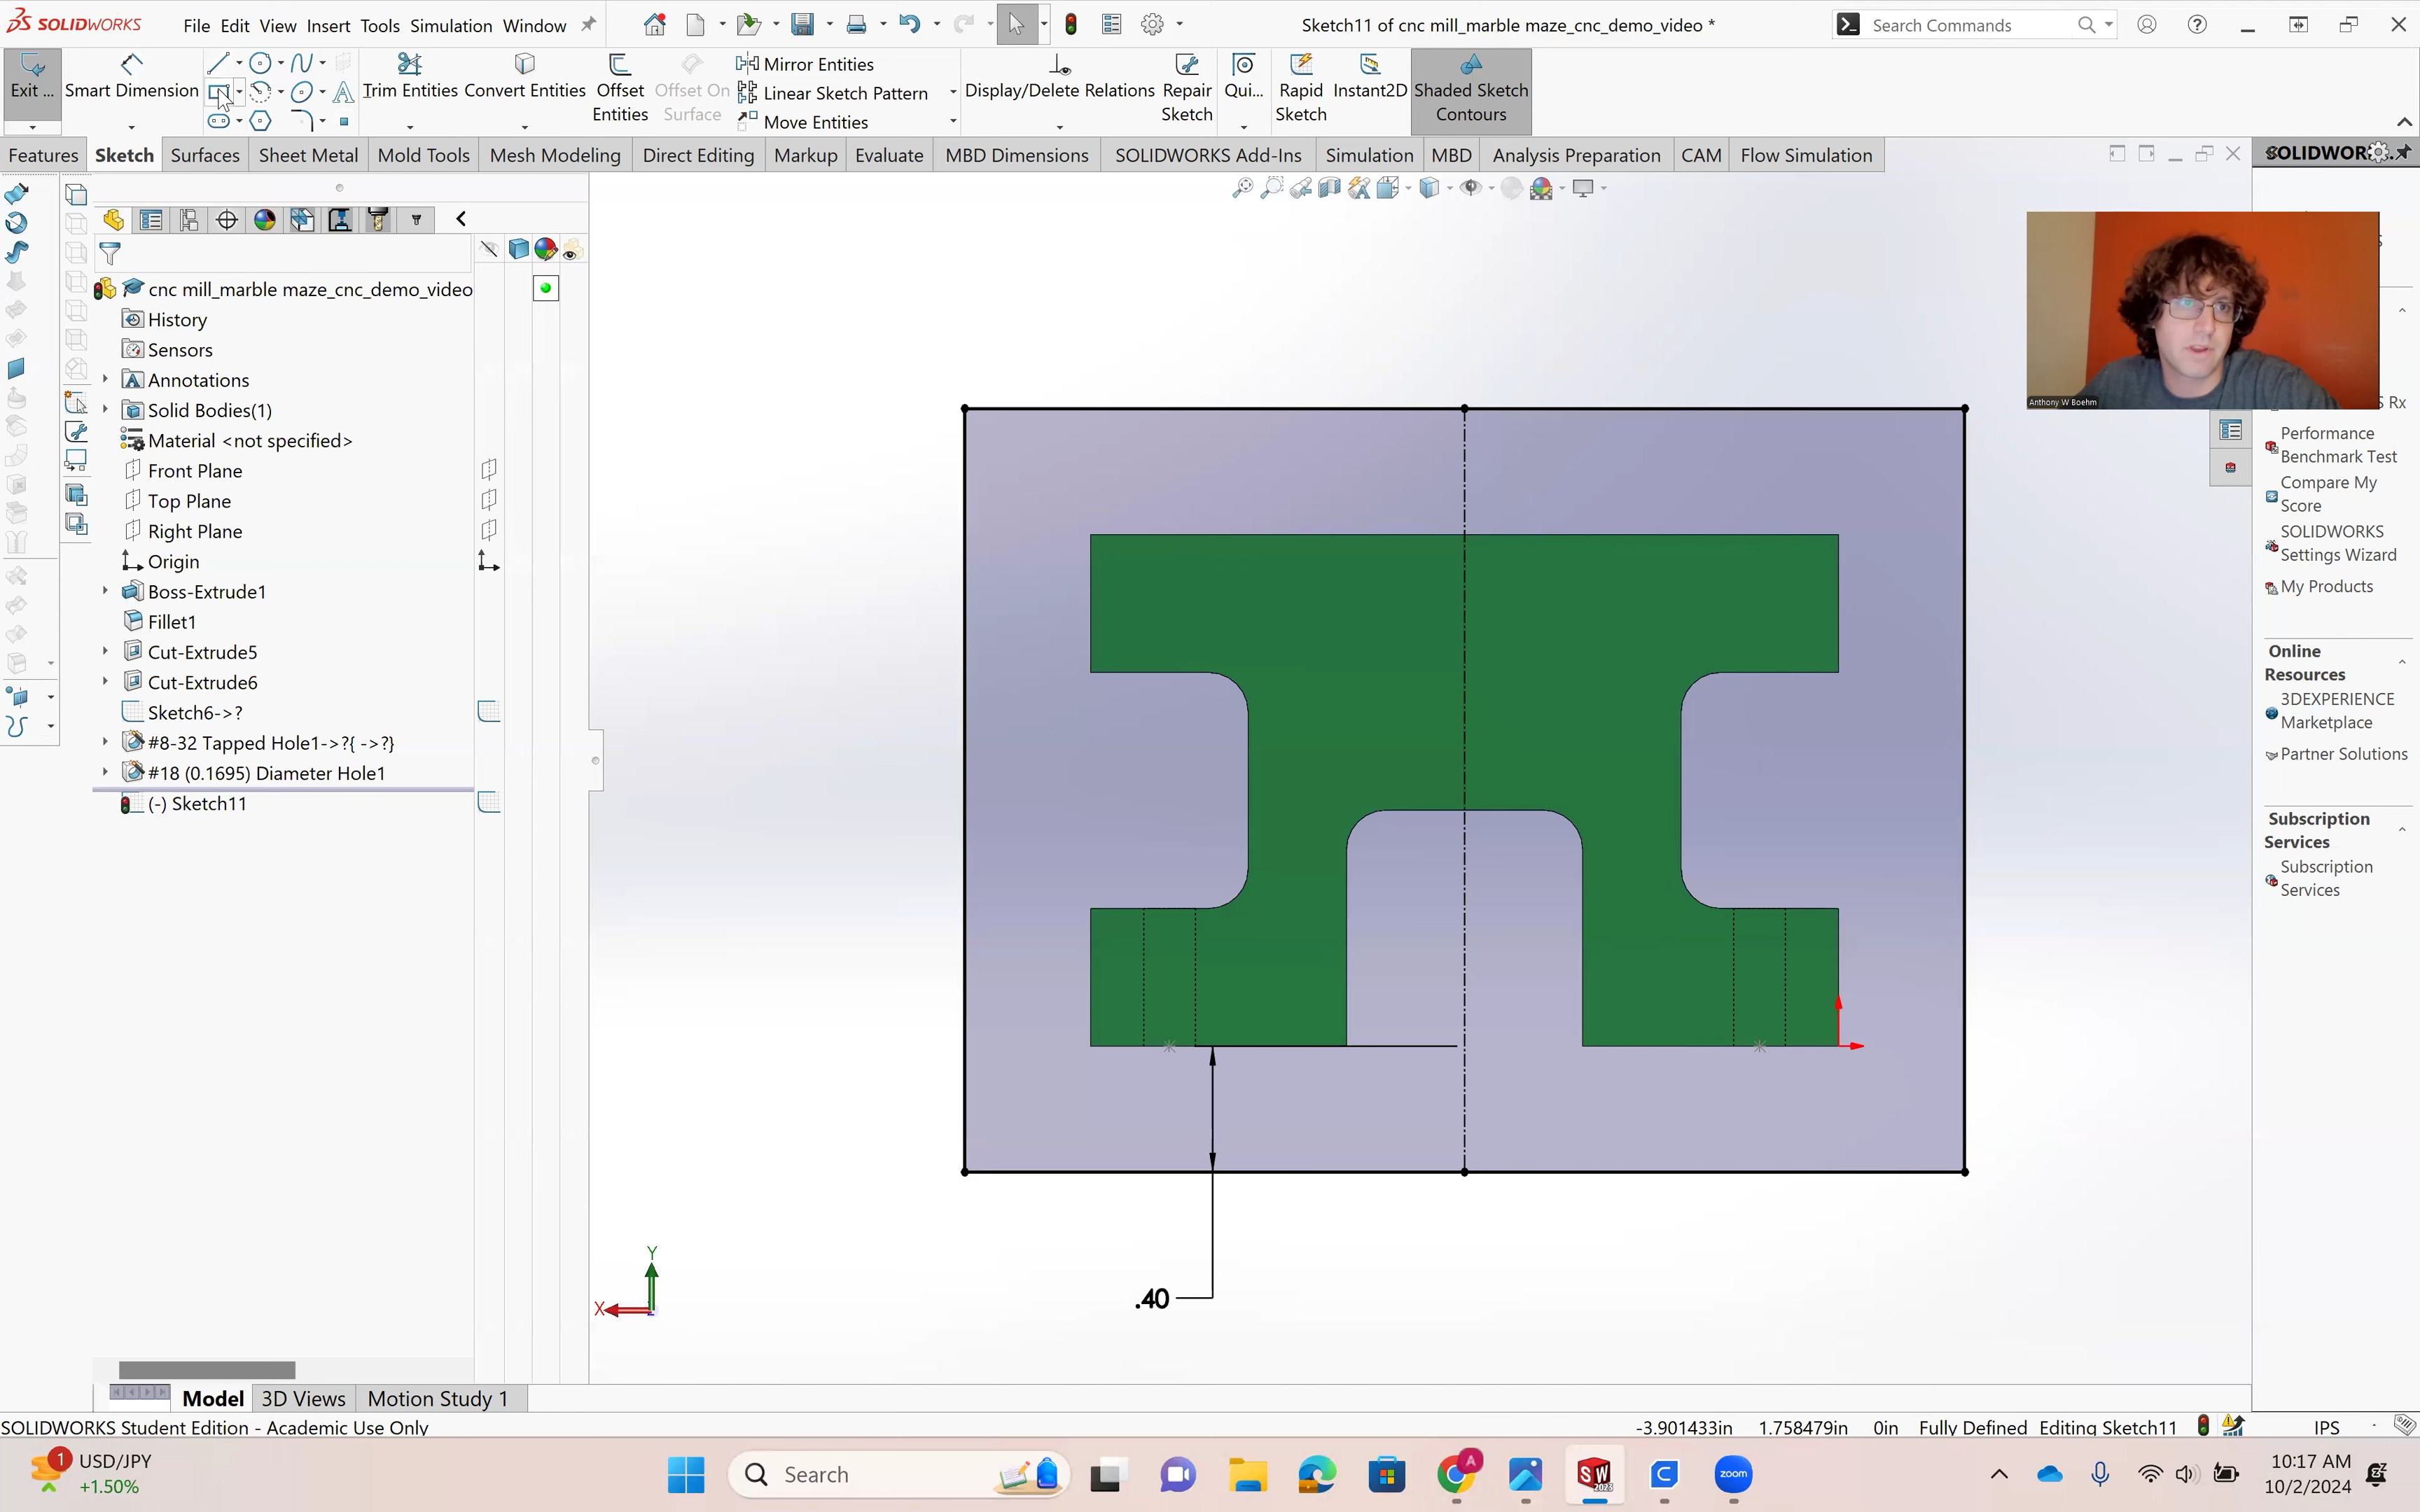 SOLIDWORKS File Edit View Insert Tools Simulation Window
Sketch11 of cnc mill_marble maze_cnc_demo_video *
Search Commands
Exit ...
Smart Dimension
Trim Entities
Convert Entities
Offset
Entities
Offset On
Surface
Mirror Entities
Linear Sketch Pattern
Move Entities
Display/Delete Relations
Repair
Sketch
Qui...
Rapid
Sketch
Instant2D
Shaded Sketch
Contours
Features Sketch Surfaces Sheet Metal Mold Tools Mesh Modeling Direct Editing Markup Evaluate MBD Dimensions SOLIDWORKS Add-Ins Simulation MBD Analysis Preparation CAM Flow Simulation
cnc mill_marble maze_cnc_demo_video
History
Sensors
Annotations
Solid Bodies(1)
Material <not specified>
Front Plane
Top Plane
Right Plane
Origin
Boss-Extrude1
Fillet1
Cut-Extrude5
Cut-Extrude6
Sketch6->?
#8-32 Tapped Hole1->?{ ->?}
#18 (0.1695) Diameter Hole1
(-) Sketch11
.40
Y
X
Anthony W Boehm
Rx
Performance
Benchmark Test
Compare My
Score
SOLIDWORKS
Settings Wizard
My Products
Online
Resources
3DEXPERIENCE
Marketplace
Partner Solutions
Subscription
Services
Subscription
Services
Model 3D Views Motion Study 1
SOLIDWORKS Student Edition - Academic Use Only
-3.901433in 1.758479in 0in Fully Defined Editing Sketch11 IPS
1
USD/JPY
+1.50%
Search
A
SW
2023
zoom
10:17 AM
10/2/2024